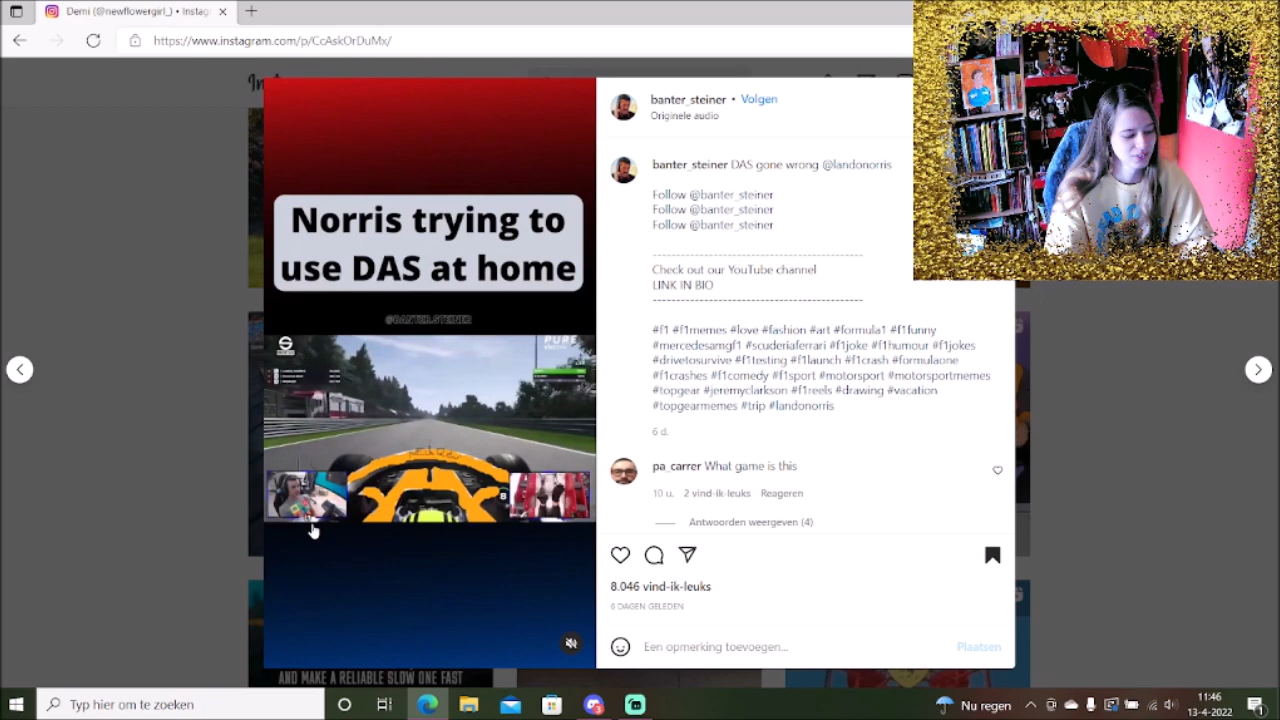 Demi (@newflowergirl_) • Instag
https://www.instagram.com/p/CcAskOrDuMx/
Norris trying to
use DAS at home
@BANTER.STEINER
AND MAKE A RELIABLE SLOW ONE FAST
banter_steiner • Volgen
Originele audio
banter_steiner DAS gone wrong @landonorris
Follow @banter_steiner
Follow @banter_steiner
Follow @banter_steiner
--------------------------------------------
Check out our YouTube channel
LINK IN BIO
--------------------------------------------
#f1 #f1memes #love #fashion #art #formula1 #f1funny
#mercedesamgf1 #scuderiaferrari #f1joke #f1humour #f1jokes
#drivetosurvive #f1testing #f1launch #f1crash #formulaone
#f1crashes #f1comedy #f1sport #motorsport #motorsportmemes
#topgear #jeremyclarkson #f1reels #drawing #vacation
#topgearmemes #trip #landonorris
6 d.
pa_carrer What game is this
10 u. 2 vind-ik-leuks Reageren
Antwoorden weergeven (4)
8.046 vind-ik-leuks
6 DAGEN GELEDEN
Een opmerking toevoegen... Plaatsen
Typ hier om te zoeken
Nu regen
11:46
13-4-2022